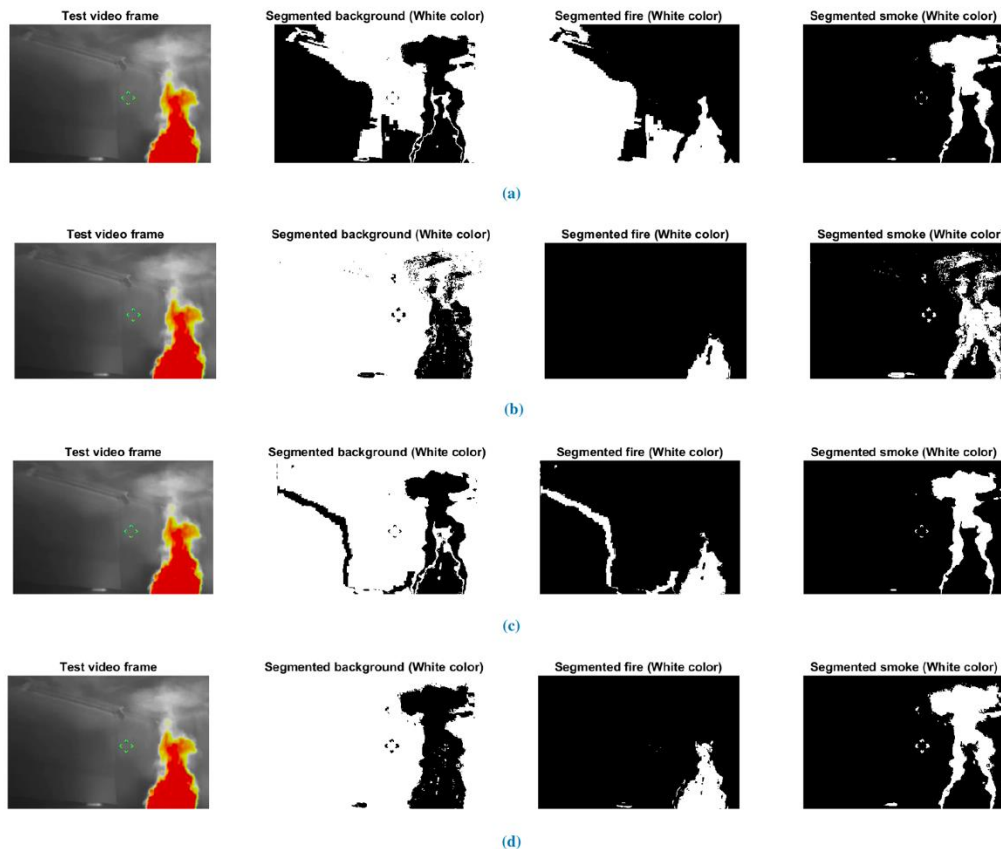 Test video frame Segmented background (White color) Segmented fire (White color) Segmented smoke (White color)
(a)
Test video frame Segmented background (White color) Segmented fire (White color) Segmented smoke (White color)
(b)
Test video frame Segmented background (White color) Segmented fire (White color) Segmented smoke (White color)
(c)
Test video frame Segmented background (White color) Segmented fire (White color) Segmented smoke (White color)
(d)